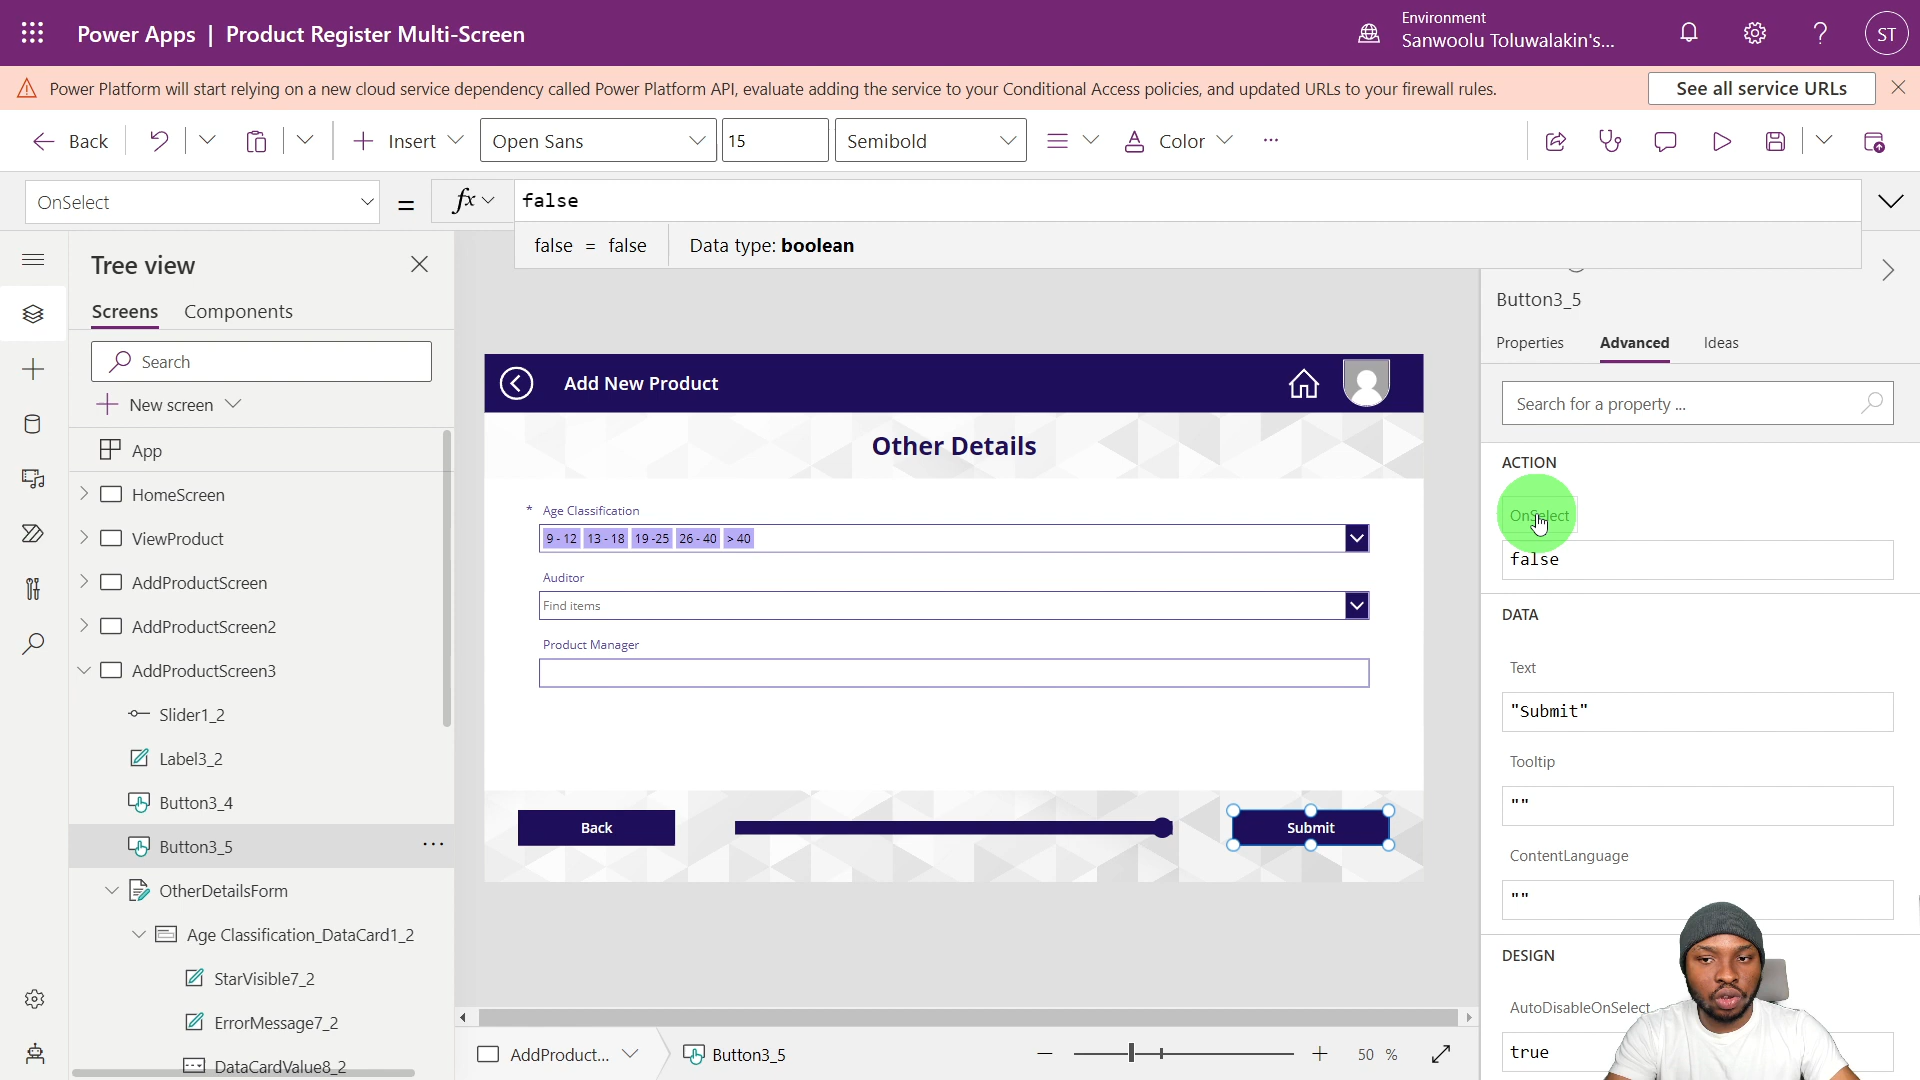 Power Apps | Product Register Multi-Screen
Environment
Sanwoolu Toluwalakin's...
ST
Power Platform will start relying on a new cloud service dependency called Power Platform API, evaluate adding the service to your Conditional Access policies, and updated URLs to your firewall rules.
See all service URLs
Back
Insert
Open Sans
15
Semibold
Color
OnSelect
=
fx
false
false = false
Data type: boolean
Tree view
Screens
Components
Search
New screen
App
HomeScreen
ViewProduct
AddProductScreen
AddProductScreen2
AddProductScreen3
Slider1_2
Label3_2
Button3_4
Button3_5
OtherDetailsForm
Age Classification_DataCard1_2
StarVisible7_2
ErrorMessage7_2
DataCardValue8_2
Add New Product
Other Details
* Age Classification
9 - 12
13 - 18
19 -25
26 - 40
> 40
Auditor
Find items
Product Manager
Back
Submit
AddProduct...
Button3_5
50 %
Button3_5
Properties
Advanced
Ideas
Search for a property ...
ACTION
OnSelect
false
DATA
Text
"Submit"
Tooltip
""
ContentLanguage
""
DESIGN
AutoDisableOnSelect
true